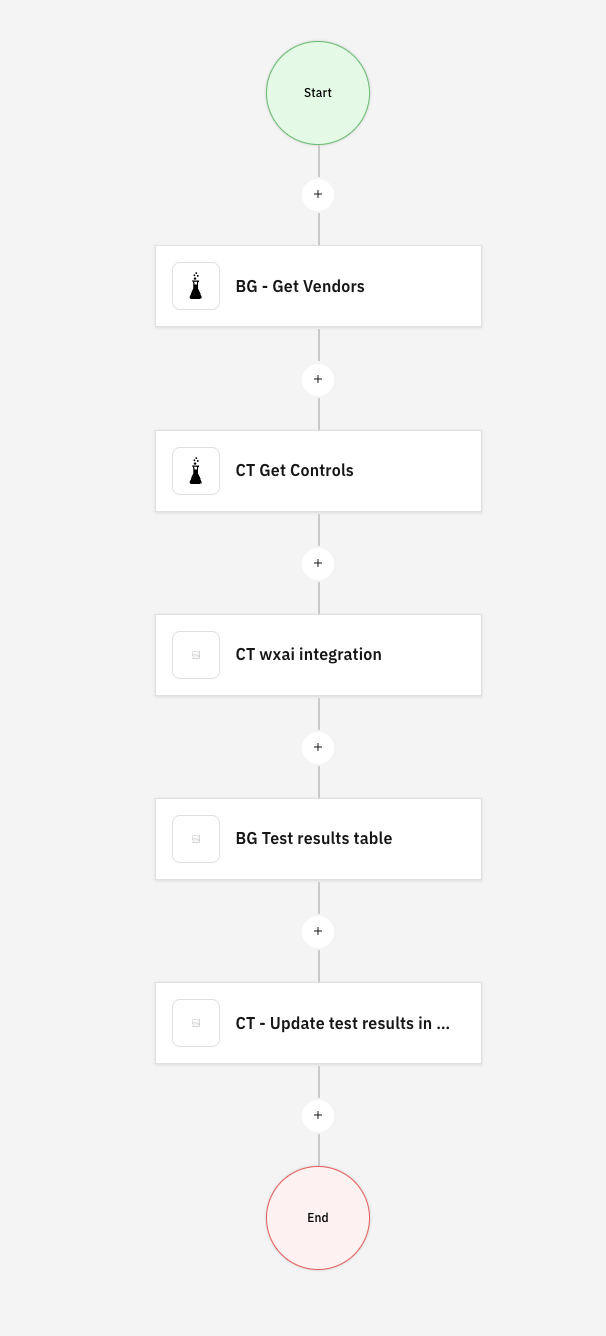 Start
+
BG - Get Vendors
+
CT Get Controls
+
CT wxai integration
+
BG Test results table
+
CT - Update test results in ...
+
End